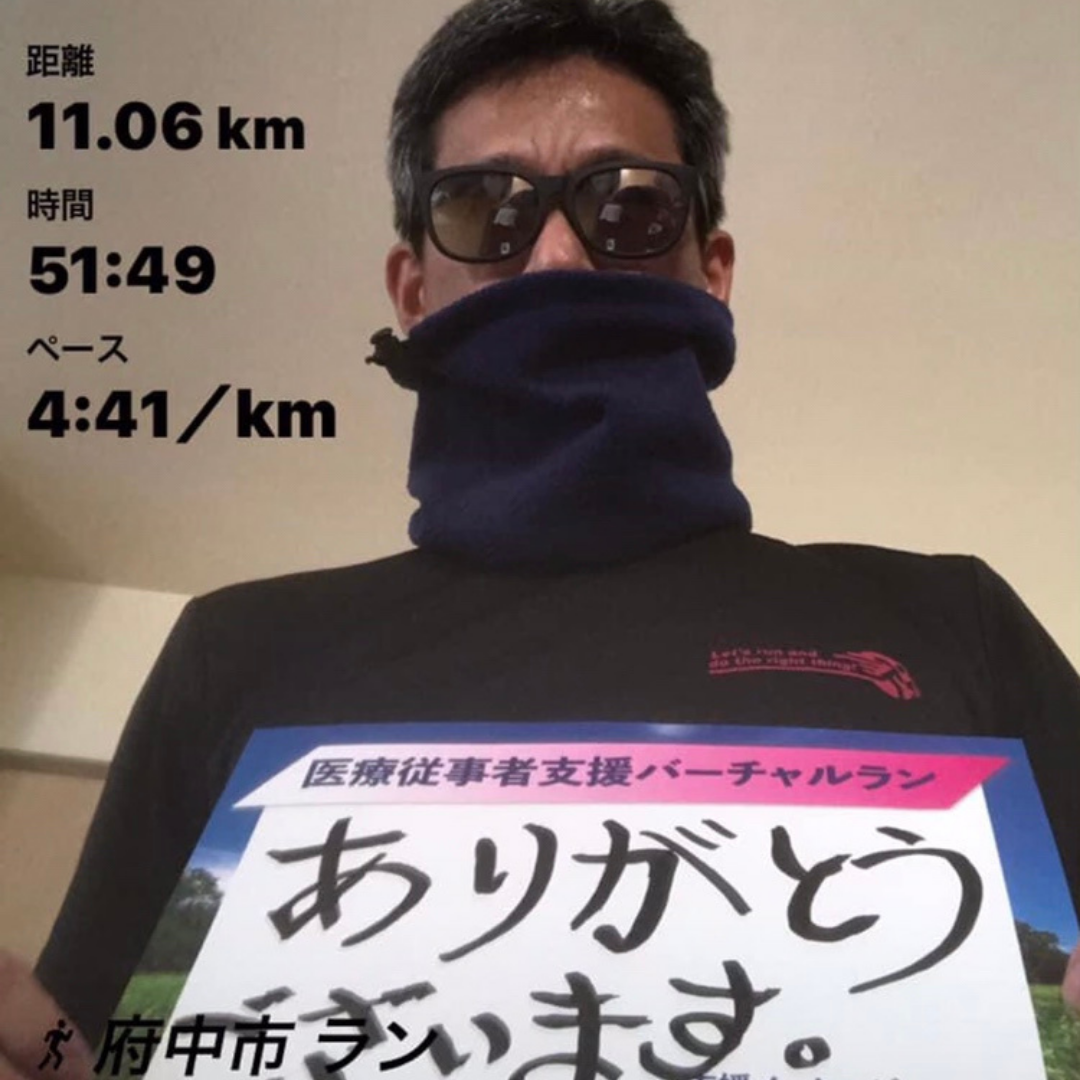 距離
11.06 km
時間
51:49
ペース
4:41/km
Let's run and
do the right thing!
医療従事者支援バーチャルラン
ありがとう
ございます。
府中市 ラン